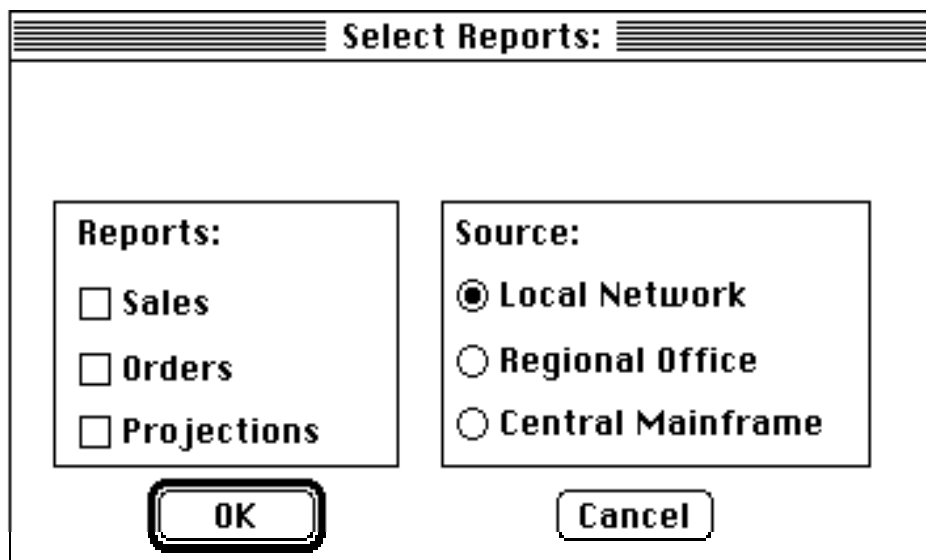 Select Reports:
Reports:
Sales
Orders
Projections
Source:
Local Network
Regional Office
Central Mainframe
OK
Cancel